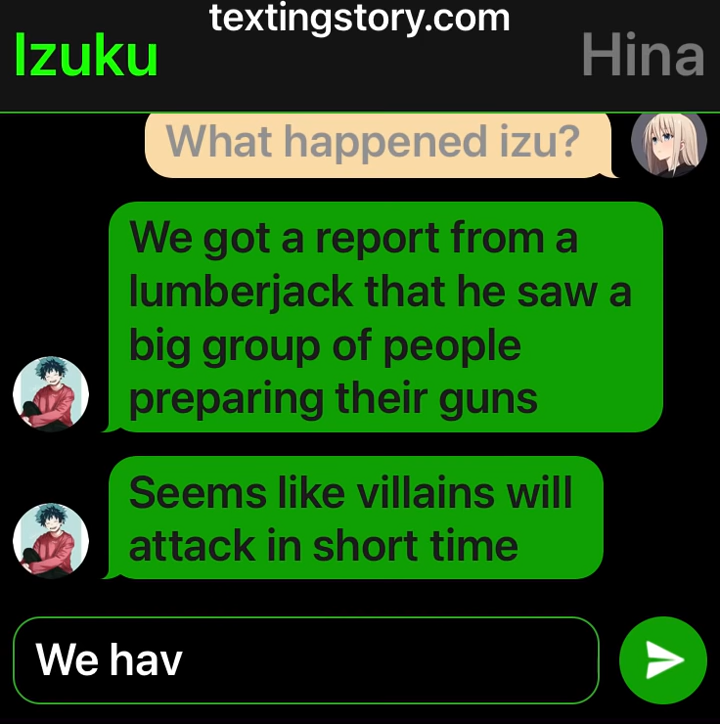 textingstory.com
Izuku
Hina
What happened izu?
We got a report from a
lumberjack that he saw a
big group of people
preparing their guns
Seems like villains will
attack in short time
We hav